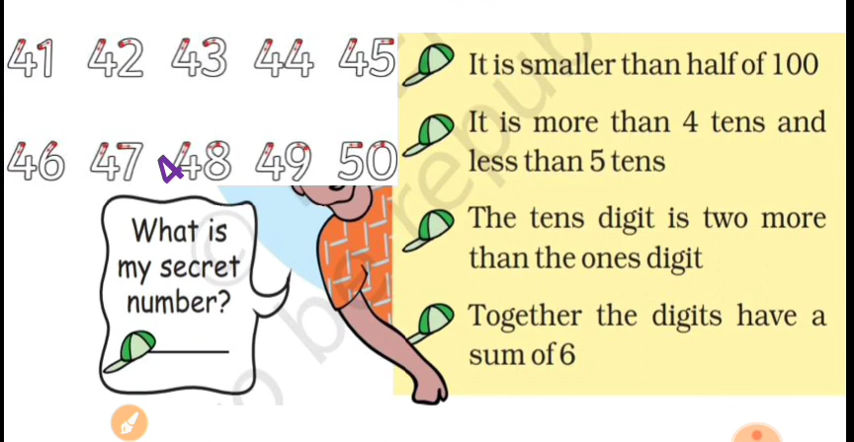 41 42 43 44 45
46 47 48 49 50
4
What is
my secret
number?
It is smaller than half of 100
It is more than 4 tens and
less than 5 tens
The tens digit is two more
than the ones digit
Together the digits have a
sum of 6